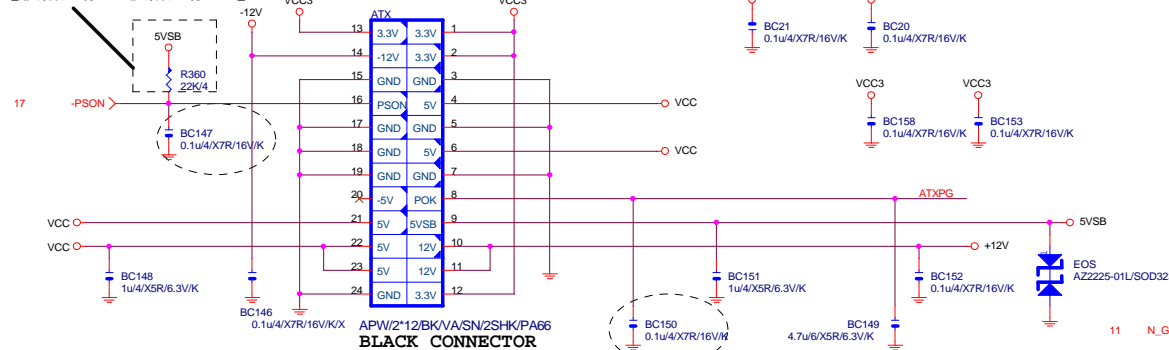 VCC3
ATX
VCC3
-12V
5VSB
R360
22K/4
17 -PSON
BC147
0.1u/4/X7R/16V/K
13 3.3V 3.3V 1
14 -12V 3.3V 2
15 GND GND 3
16 PSON 5V 4
17 GND GND 5
18 GND 5V 6
19 GND GND 7
20 -5V POK 8
21 5V 5VSB 9
22 5V 12V 10
23 5V 12V 11
24 GND 3.3V 12
VCC
VCC
ATXPG
5VSB
+12V
VCC
VCC
BC148
1u/4/X5R/6.3V/K
BC146
0.1u/4/X7R/16V/K/X
APW/2*12/BK/VA/SN/2SHK/PA66
BLACK CONNECTOR
BC150
0.1u/4/X7R/16V/K
BC151
1u/4/X5R/6.3V/K
BC149
4.7u/6/X5R/6.3V/K
BC152
0.1u/4/X7R/16V/K
EOS
AZ2225-01L/SOD32
BC21
0.1u/4/X7R/16V/K
BC20
0.1u/4/X7R/16V/K
VCC3
BC158
0.1u/4/X7R/16V/K
VCC3
BC153
0.1u/4/X7R/16V/K
11 N_G